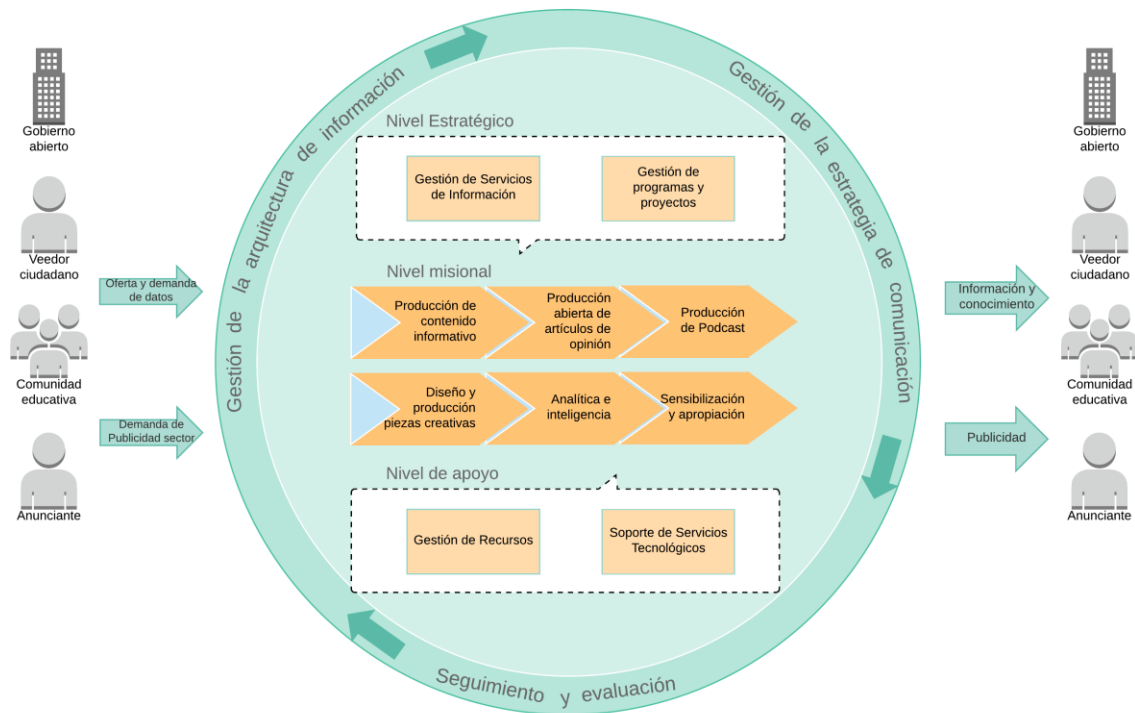 Gobierno
abierto
Veedor
ciudadano
Comunidad
educativa
Anunciante
Oferta y demanda
de datos
Demanda de
Publicidad sector
Gestión de la arquitectura de información
Gestión de la estrategia de comunicación
Seguimiento y evaluación
Nivel Estratégico
Gestión de Servicios
de Información
Gestión de
programas y
proyectos
Nivel misional
Producción de
contenido
informativo
Producción
abierta de
artículos de
opinión
Producción
de Podcast
Diseño y
producción
piezas creativas
Analítica e
inteligencia
Sensibilización
y apropiación
Nivel de apoyo
Gestión de Recursos
Soporte de Servicios
Tecnológicos
Información y
conocimiento
Publicidad
Gobierno
abierto
Veedor
ciudadano
Comunidad
educativa
Anunciante